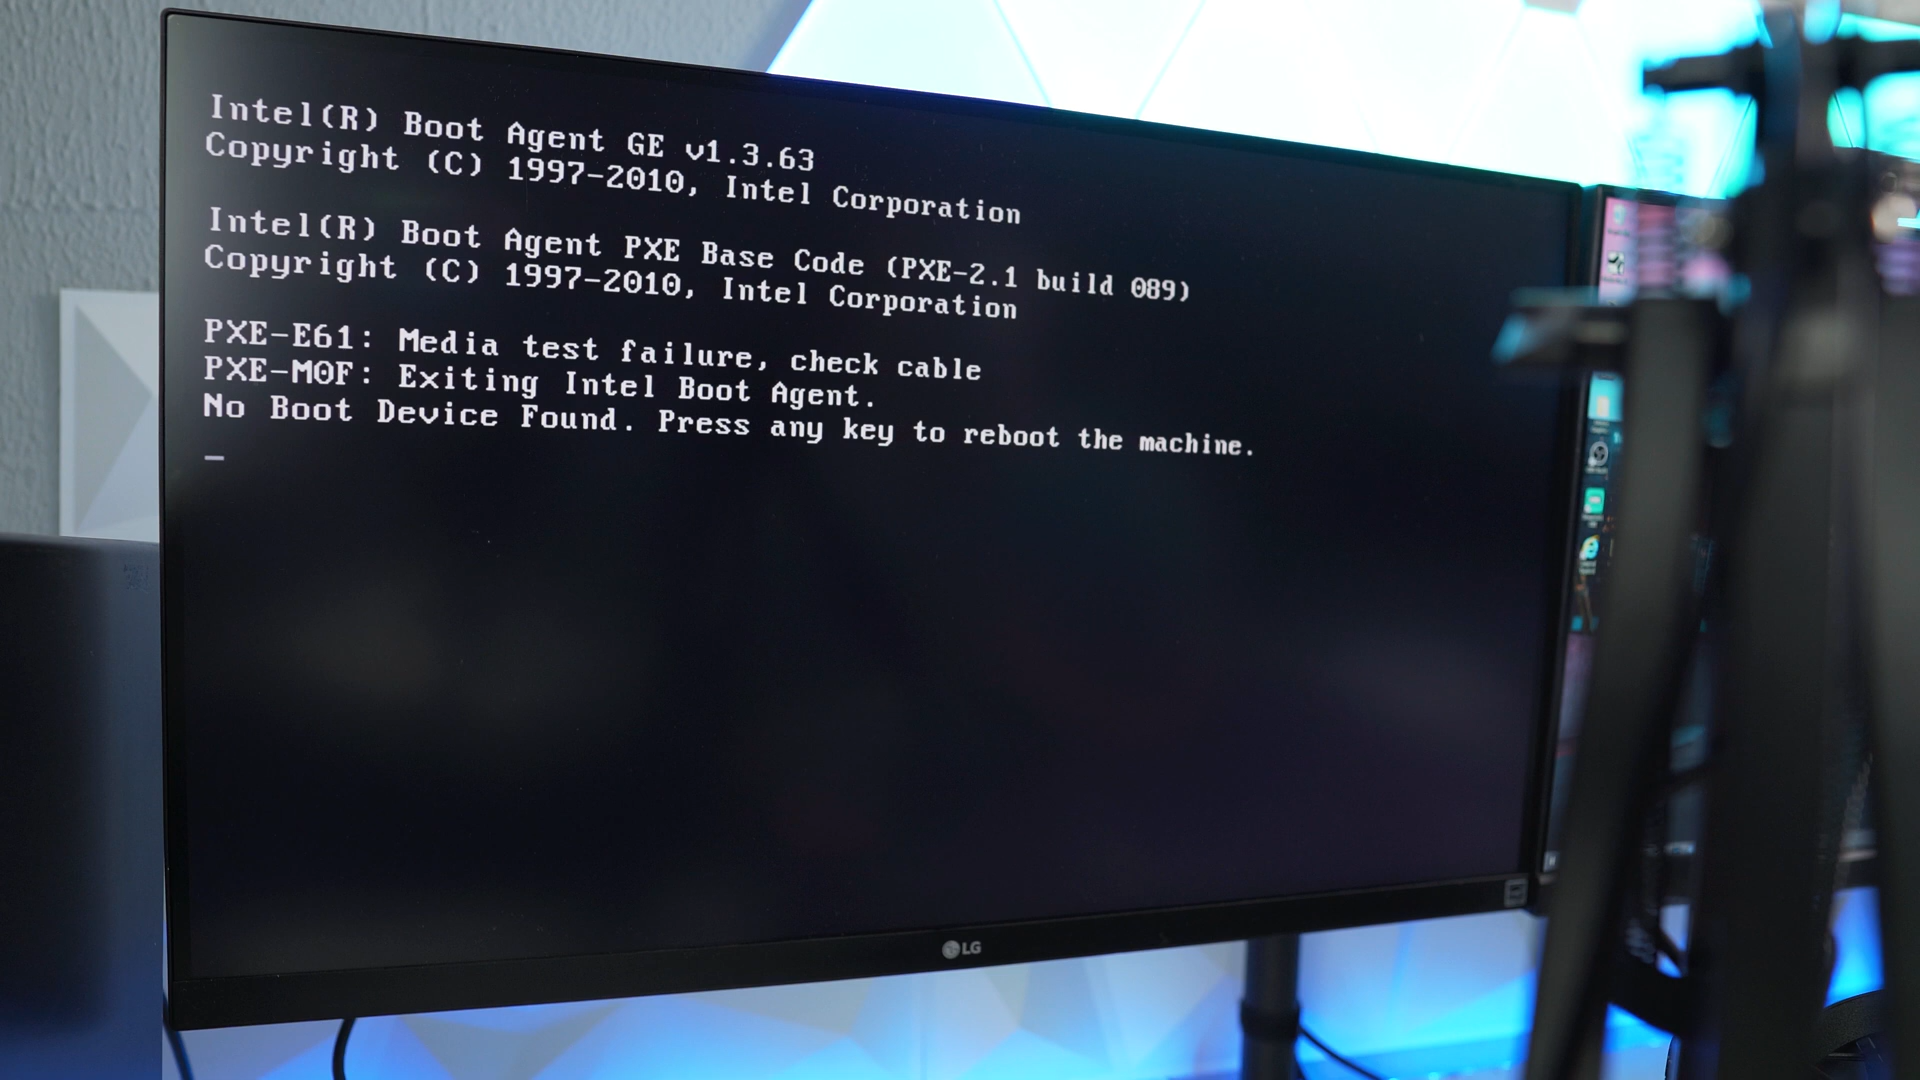 Intel(R) Boot Agent GE v1.3.63
Copyright (C) 1997-2010, Intel Corporation
Intel(R) Boot Agent PXE Base Code (PXE-2.1 build 089)
Copyright (C) 1997-2010, Intel Corporation
PXE-E61: Media test failure, check cable
PXE-M0F: Exiting Intel Boot Agent.
No Boot Device Found. Press any key to reboot the machine.
LG